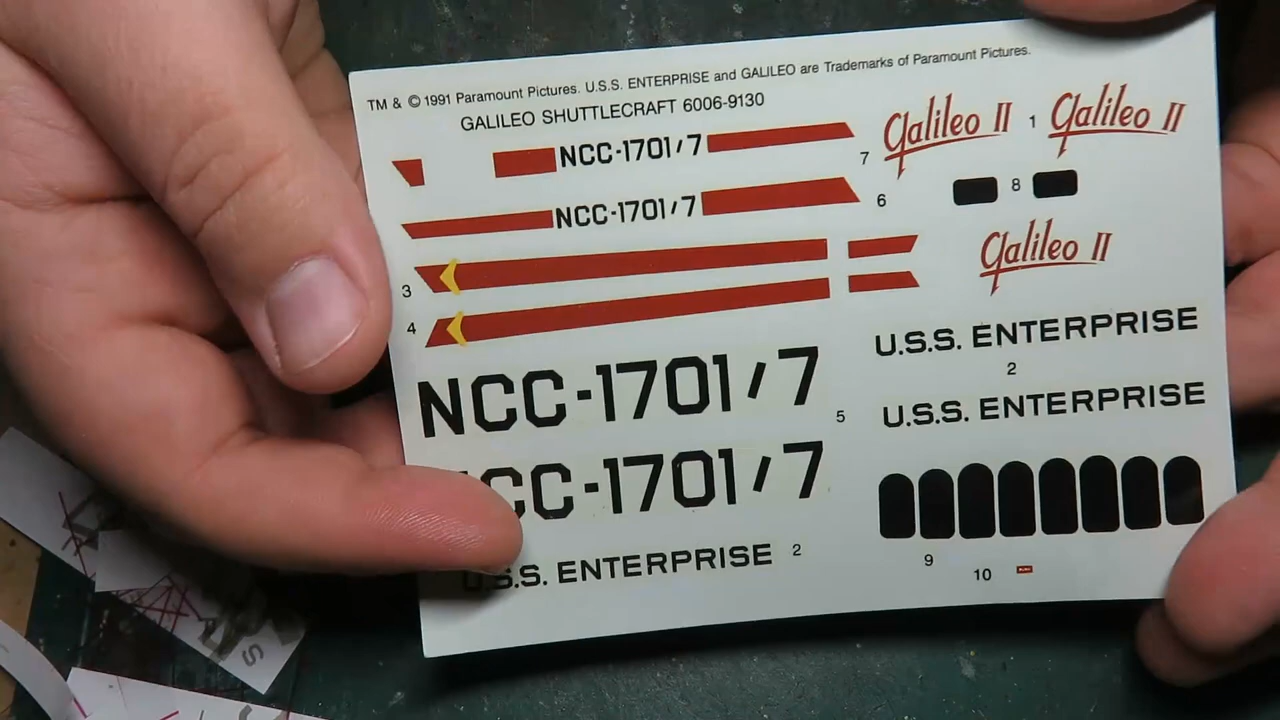 TM & © 1991 Paramount Pictures. U.S.S. ENTERPRISE and GALILEO are Trademarks of Paramount Pictures.
GALILEO SHUTTLECRAFT 6006-9130
NCC-1701/7
7
Galileo II
1
Galileo II
NCC-1701/7
6
8
3
Galileo II
4
U.S.S. ENTERPRISE
2
NCC-1701/7
5
U.S.S. ENTERPRISE
CC-1701/7
U.S.S. ENTERPRISE
2
9
10